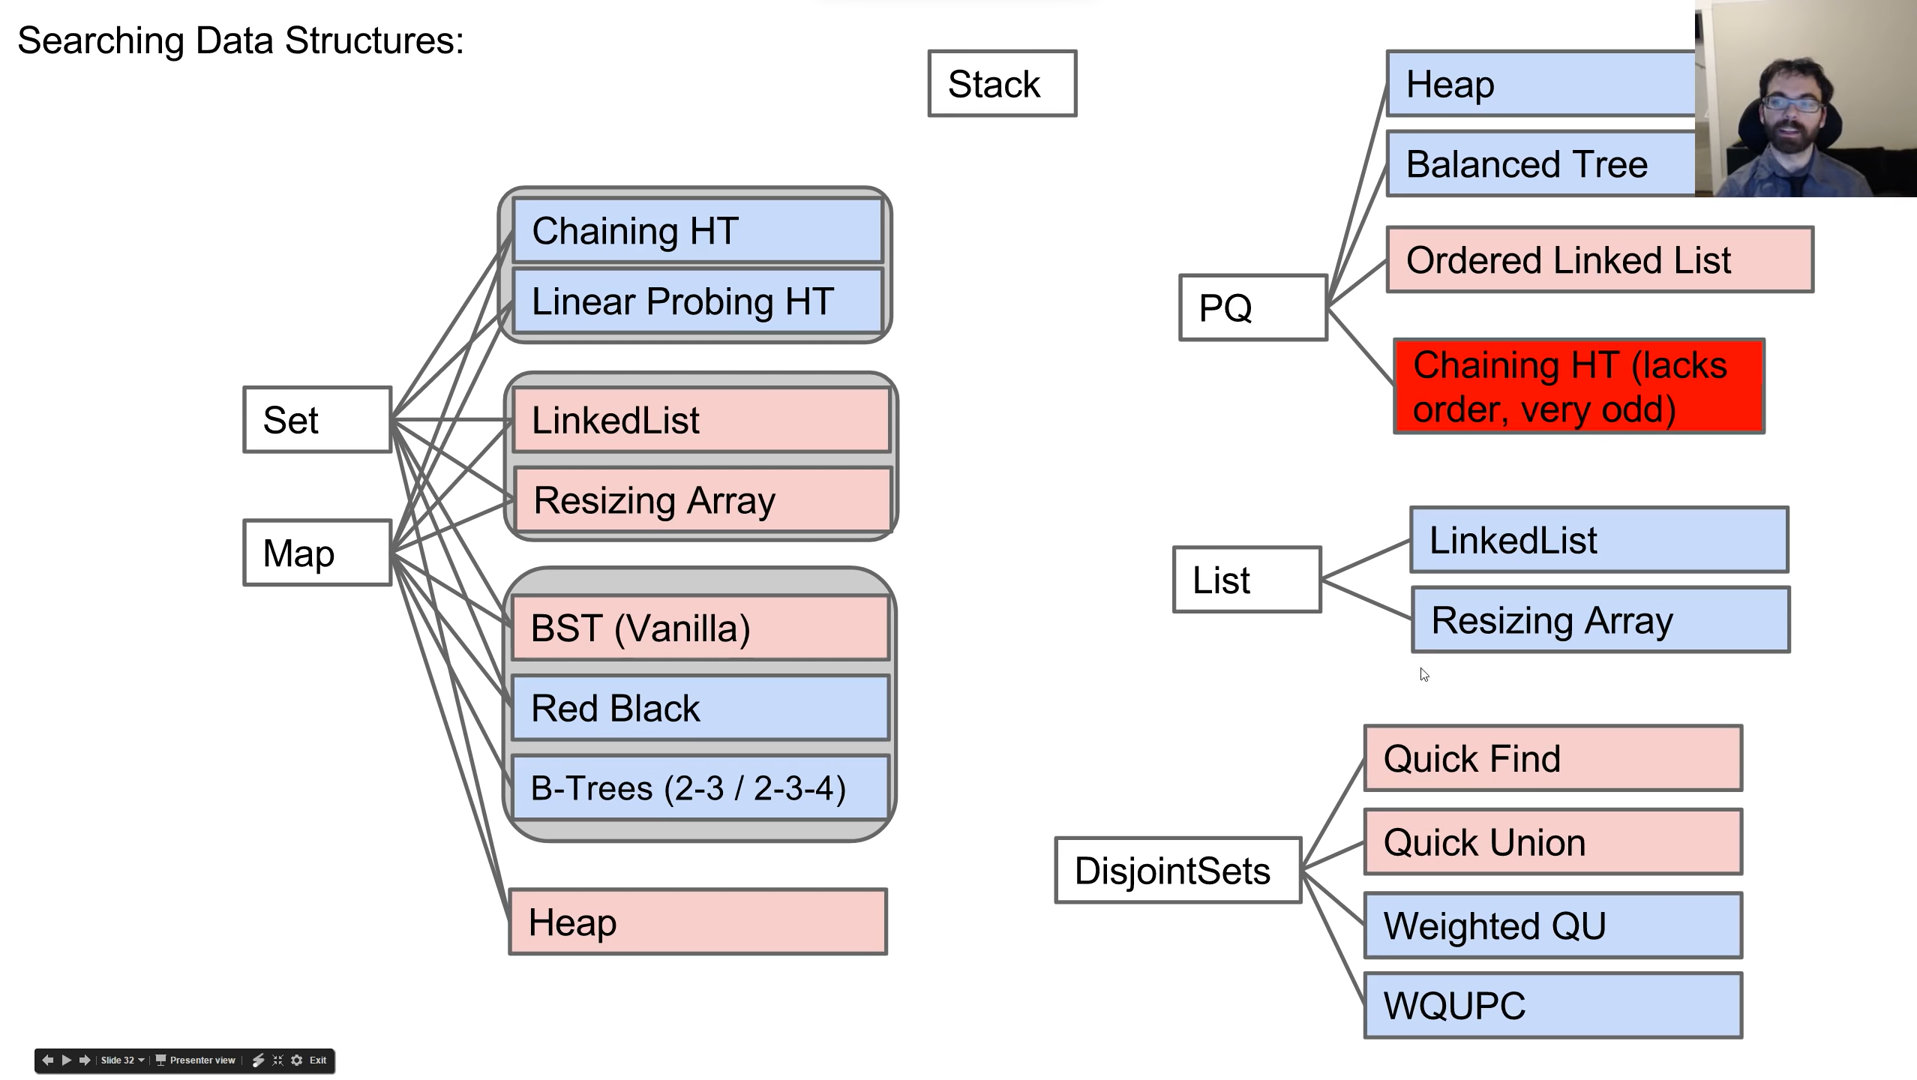 Searching Data Structures:
Stack
Heap
Balanced Tree
Ordered Linked List
PQ
Chaining HT (lacks
order, very odd)
Chaining HT
Linear Probing HT
Set
LinkedList
Resizing Array
Map
BST (Vanilla)
Red Black
B-Trees (2-3 / 2-3-4)
Heap
List
LinkedList
Resizing Array
DisjointSets
Quick Find
Quick Union
Weighted QU
WQUPC
Slide 32
Presenter view
Exit